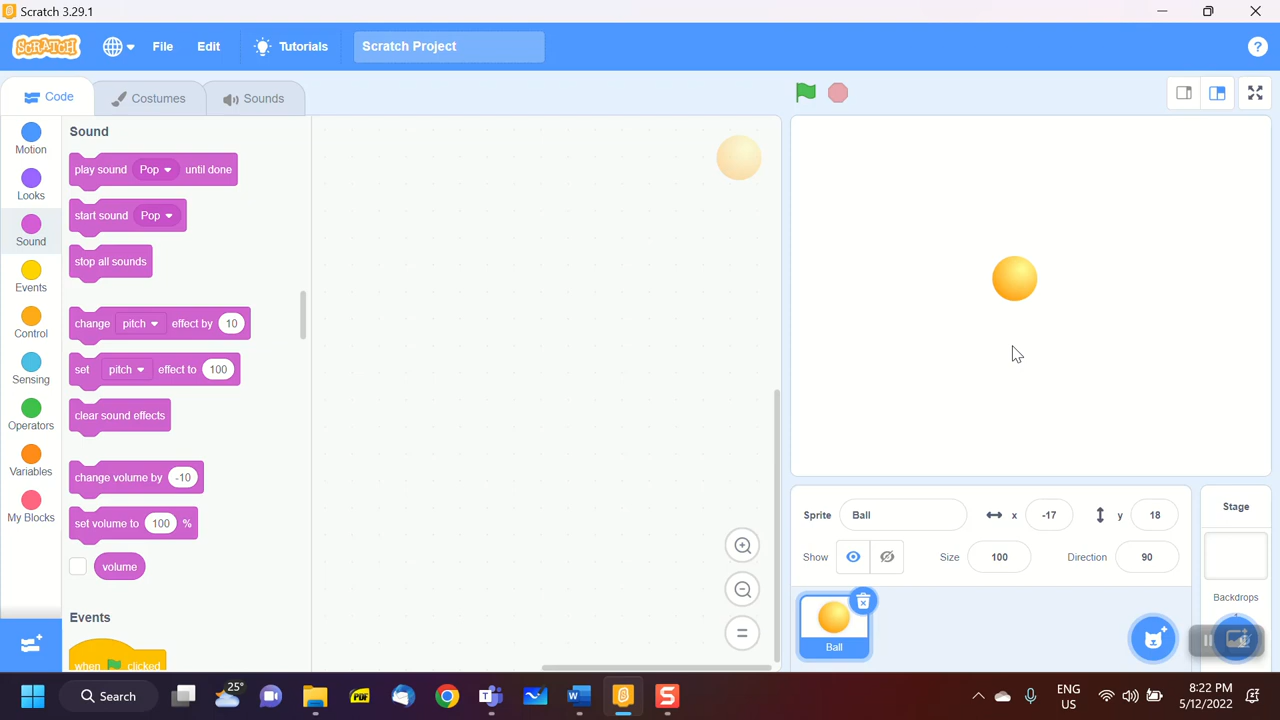 Scratch 3.29.1
SCRATCH File Edit Tutorials Scratch Project ?
Code Costumes Sounds
Motion
Looks
Sound
Events
Control
Sensing
Operators
Variables
My Blocks
Sound
play sound Pop until done
start sound Pop
stop all sounds
change pitch effect by 10
set pitch effect to 100
clear sound effects
change volume by -10
set volume to 100 %
volume
Events
when clicked
Sprite Ball x -17 y 18
Show Size 100 Direction 90
Ball
Stage
Backdrops
Search 25° PDF W S ENG US 8:22 PM 5/12/2022